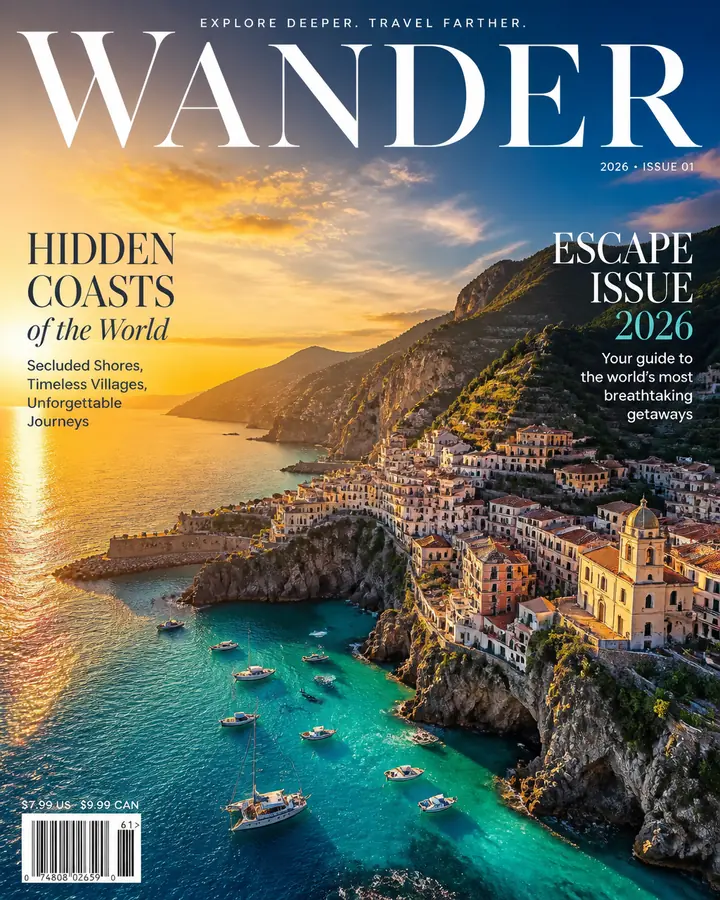 EXPLORE DEEPER. TRAVEL FARTHER.
WANDER
2026 • ISSUE 01
HIDDEN
COASTS
of the World
Secluded Shores,
Timeless Villages,
Unforgettable
Journeys
ESCAPE
ISSUE
2026
Your guide to
the world's most
breathtaking
getaways
$7.99 US · $9.99 CAN
61>
0 74808 02659 0